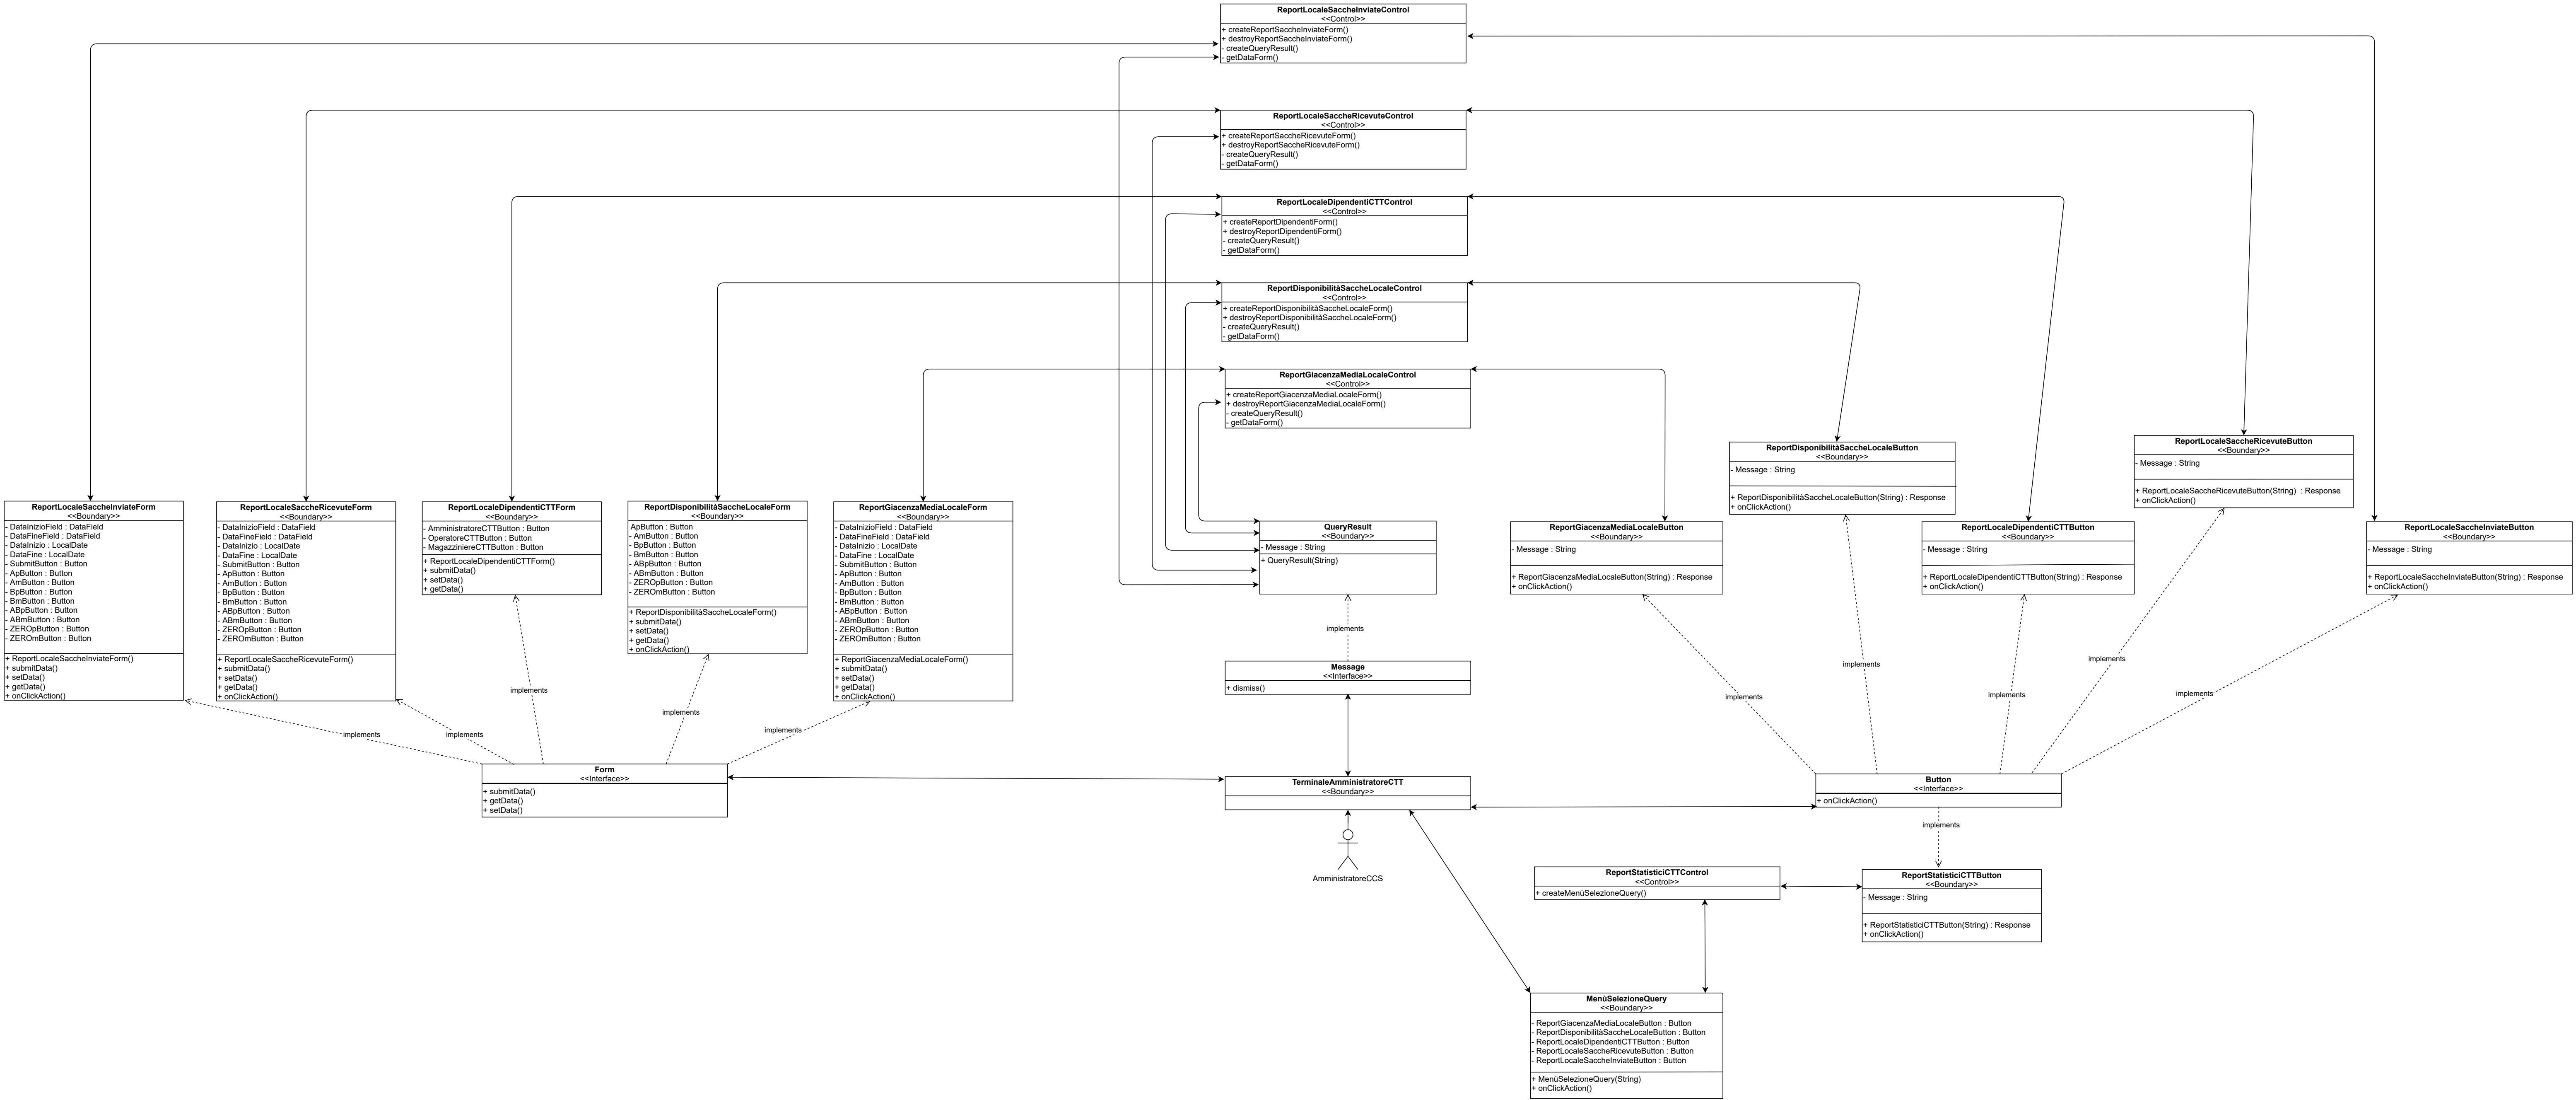 ReportLocaleSaccheInviateControl
<<Control>>
+ createReportSaccheInviateForm()
+ destroyReportSaccheInviateForm()
- createQueryResult()
- getDataForm()
ReportLocaleSaccheRicevuteControl
<<Control>>
+ createReportSaccheRicevuteForm()
+ destroyReportSaccheRicevuteForm()
- createQueryResult()
- getDataForm()
ReportLocaleDipendentiCTTControl
<<Control>>
+ createReportDipendentiForm()
+ destroyReportDipendentiForm()
- createQueryResult()
- getDataForm()
ReportDisponibilitàSaccheLocaleControl
<<Control>>
+ createReportDisponibilitàSaccheLocaleForm()
+ destroyReportDisponibilitàSaccheLocaleForm()
- createQueryResult()
- getDataForm()
ReportGiacenzaMediaLocaleControl
<<Control>>
+ createReportGiacenzaMediaLocaleForm()
+ destroyReportGiacenzaMediaLocaleForm()
- createQueryResult()
- getDataForm()
ReportLocaleSaccheInviateForm
<<Boundary>>
- DataInizioField : DataField
- DataFineField : DataField
- DataInizio : LocalDate
- DataFine : LocalDate
- SubmitButton : Button
- ApButton : Button
- AmButton : Button
- BpButton : Button
- BmButton : Button
- ABpButton : Button
- ABmButton : Button
- ZEROpButton : Button
- ZEROmButton : Button
+ ReportLocaleSaccheInviateForm()
+ submitData()
+ setData()
+ getData()
+ onClickAction()
ReportLocaleSaccheRicevuteForm
<<Boundary>>
- DataInizioField : DataField
- DataFineField : DataField
- DataInizio : LocalDate
- DataFine : LocalDate
- SubmitButton : Button
- ApButton : Button
- AmButton : Button
- BpButton : Button
- BmButton : Button
- ABpButton : Button
- ABmButton : Button
- ZEROpButton : Button
- ZEROmButton : Button
+ ReportLocaleSaccheRicevuteForm()
+ submitData()
+ setData()
+ getData()
+ onClickAction()
ReportLocaleDipendentiCTTForm
<<Boundary>>
- AmministratoreCTTButton : Button
- OperatoreCTTButton : Button
- MagazziniereCTTButton : Button
+ ReportLocaleDipendentiCTTForm()
+ submitData()
+ setData()
+ getData()
ReportDisponibilitàSaccheLocaleForm
<<Boundary>>
ApButton : Button
- AmButton : Button
- BpButton : Button
- BmButton : Button
- ABpButton : Button
- ABmButton : Button
- ZEROpButton : Button
- ZEROmButton : Button
+ ReportDisponibilitàSaccheLocaleForm()
+ submitData()
+ setData()
+ getData()
+ onClickAction()
ReportGiacenzaMediaLocaleForm
<<Boundary>>
- DataInizioField : DataField
- DataFineField : DataField
- DataInizio : LocalDate
- DataFine : LocalDate
- SubmitButton : Button
- ApButton : Button
- AmButton : Button
- BpButton : Button
- BmButton : Button
- ABpButton : Button
- ABmButton : Button
- ZEROpButton : Button
- ZEROmButton : Button
+ ReportGiacenzaMediaLocaleForm()
+ submitData()
+ setData()
+ getData()
+ onClickAction()
QueryResult
<<Boundary>>
- Message : String
+ QueryResult(String)
ReportGiacenzaMediaLocaleButton
<<Boundary>>
- Message : String
+ ReportGiacenzaMediaLocaleButton(String) : Response
+ onClickAction()
ReportDisponibilitàSaccheLocaleButton
<<Boundary>>
- Message : String
+ ReportDisponibilitàSaccheLocaleButton(String) : Response
+ onClickAction()
ReportLocaleDipendentiCTTButton
<<Boundary>>
- Message : String
+ ReportLocaleDipendentiCTTButton(String) : Response
+ onClickAction()
ReportLocaleSaccheRicevuteButton
<<Boundary>>
- Message : String
+ ReportLocaleSaccheRicevuteButton(String) : Response
+ onClickAction()
ReportLocaleSaccheInviateButton
<<Boundary>>
- Message : String
+ ReportLocaleSaccheInviateButton(String) : Response
+ onClickAction()
implements
implements
implements
implements
implements
implements
implements
implements
implements
implements
implements
Message
<<Interface>>
+ dismiss()
Form
<<Interface>>
+ submitData()
+ getData()
+ setData()
TerminaleAmministratoreCTT
<<Boundary>>
Button
<<Interface>>
+ onClickAction()
implements
AmministratoreCCS
ReportStatisticiCTTControl
<<Control>>
+ createMenùSelezioneQuery()
ReportStatisticiCTTButton
<<Boundary>>
- Message : String
+ ReportStatisticiCTTButton(String) : Response
+ onClickAction()
MenùSelezioneQuery
<<Boundary>>
- ReportGiacenzaMediaLocaleButton : Button
- ReportDisponibilitàSaccheLocaleButton : Button
- ReportLocaleDipendentiCTTButton : Button
- ReportLocaleSaccheRicevuteButton : Button
- ReportLocaleSaccheInviateButton : Button
+ MenùSelezioneQuery(String)
+ onClickAction()